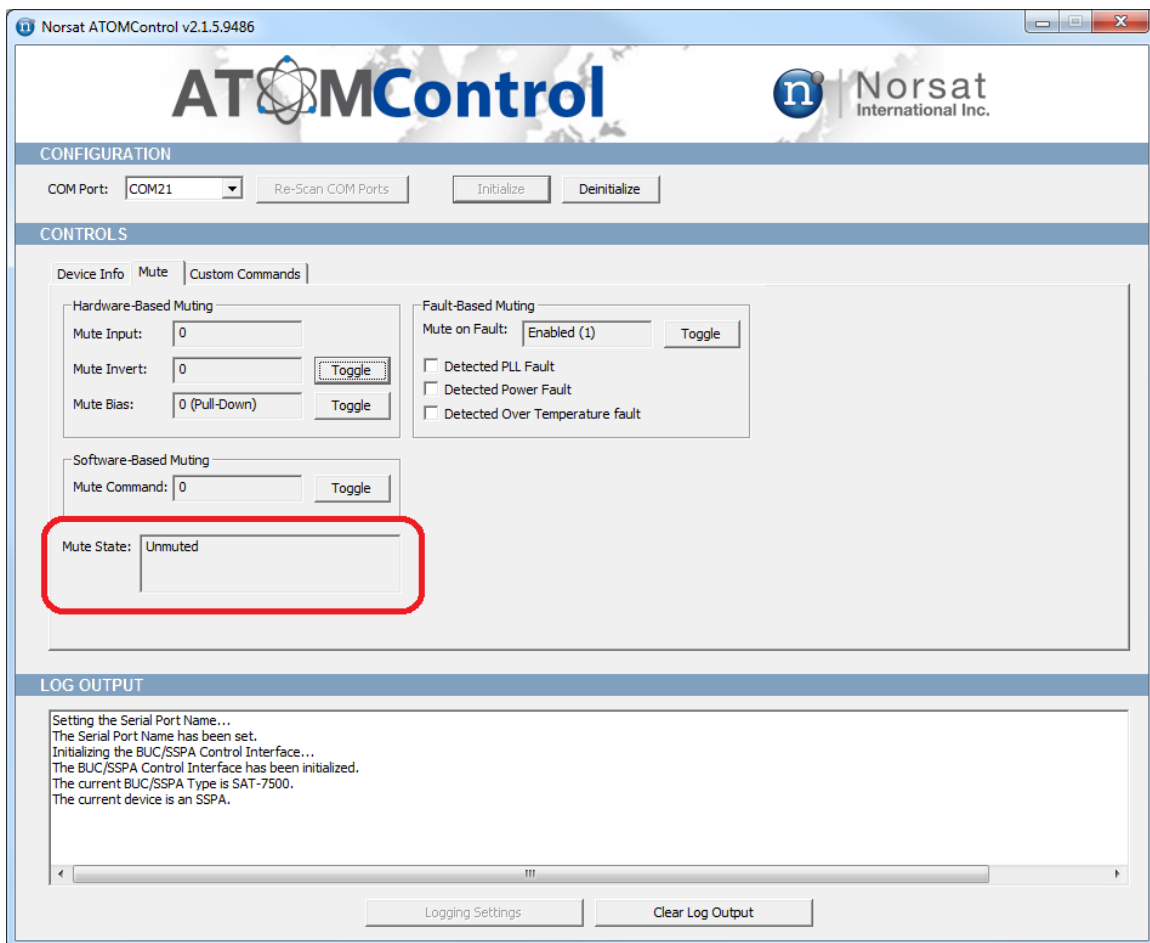 Norsat ATOMControl v2.1.5.9486
ATOMControl
n Norsat
International Inc.
CONFIGURATION
COM Port: COM21 Re-Scan COM Ports Initialize Deinitialize
CONTROLS
Device Info Mute Custom Commands
Hardware-Based Muting
Mute Input: 0
Mute Invert: 0 Toggle
Mute Bias: 0 (Pull-Down) Toggle
Fault-Based Muting
Mute on Fault: Enabled (1) Toggle
Detected PLL Fault
Detected Power Fault
Detected Over Temperature fault
Software-Based Muting
Mute Command: 0 Toggle
Mute State: Unmuted
LOG OUTPUT
Setting the Serial Port Name...
The Serial Port Name has been set.
Initializing the BUC/SSPA Control Interface...
The BUC/SSPA Control Interface has been initialized.
The current BUC/SSPA Type is SAT-7500.
The current device is an SSPA.
Logging Settings Clear Log Output